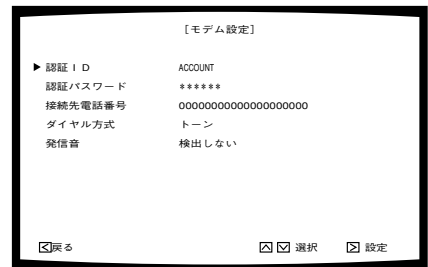 [モデム設定]
▶ 認証ID ACCOUNT
認証パスワード ******
接続先電話番号 00000000000000000000
ダイヤル方式 トーン
発信音 検出しない
戻る 選択 設定